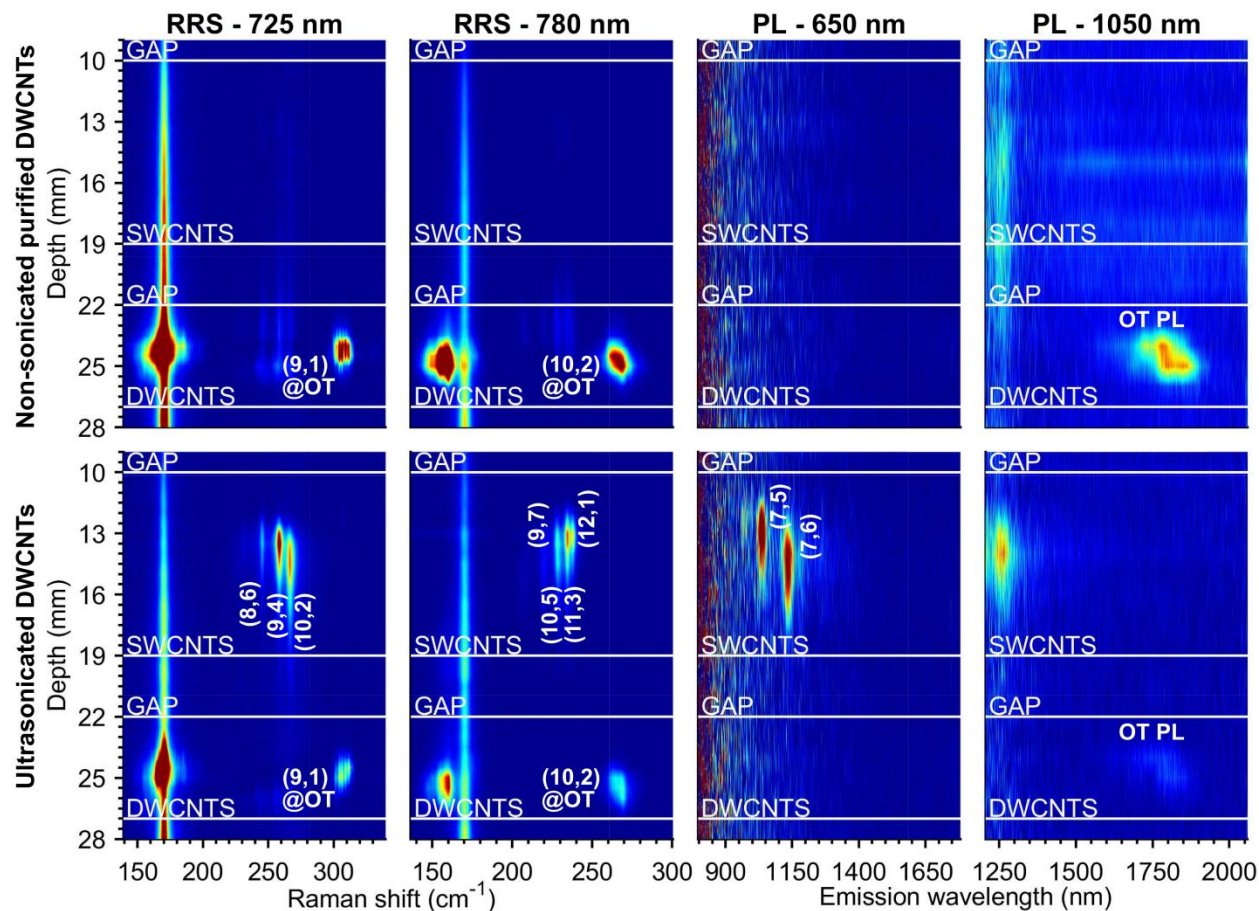 RRS - 725 nm
RRS - 780 nm
PL - 650 nm
PL - 1050 nm
Non-sonicated purified DWCNTs
Depth (mm)
10
13
16
19
22
25
28
GAP
SWCNTS
GAP
(9,1)
@OT
DWCNTS
GAP
SWCNTS
GAP
(10,2)
@OT
DWCNTS
GAP
SWCNTS
GAP
DWCNTS
GAP
SWCNTS
GAP
OT PL
DWCNTS
Ultrasonicated DWCNTs
Depth (mm)
10
13
16
19
22
25
28
GAP
(8,6)
(9,4)
(10,2)
SWCNTS
GAP
(9,1)
@OT
DWCNTS
GAP
(9,7)
(12,1)
(10,5)
(11,3)
SWCNTS
GAP
(10,2)
@OT
DWCNTS
GAP
(7,5)
(7,6)
SWCNTS
GAP
DWCNTS
GAP
SWCNTS
GAP
OT PL
DWCNTS
150 200 250 300
150 200 250 300
900 1150 1400 1650
1250 1500 1750 2000
Raman shift (cm⁻¹)
Emission wavelength (nm)